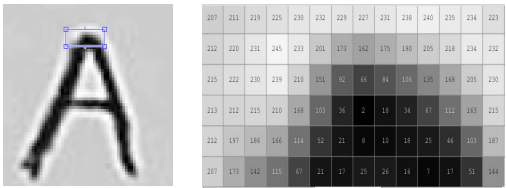 A
207 211 219 225 230 232 229 227 231 238 240 235 234 223
212 220 231 245 233 201 173 162 175 190 205 218 234 232
215 222 230 239 210 151 92 66 84 106 135 168 205 230
213 212 215 210 168 103 36 2 18 34 67 112 163 215
212 197 186 166 114 52 21 8 10 18 25 46 103 187
207 173 142 115 67 21 17 25 26 16 7 17 51 144